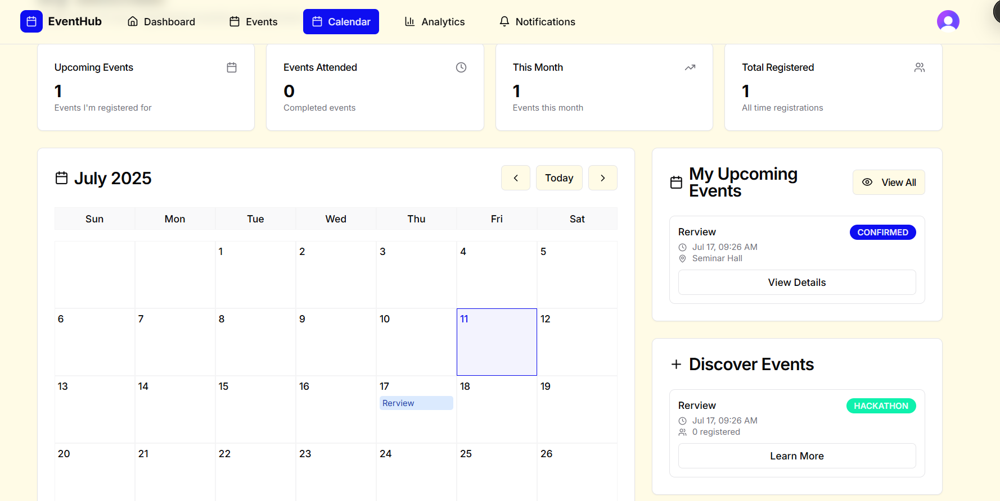 EventHub
Dashboard
Events
Calendar
Analytics
Notifications
Upcoming Events
1
Events I'm registered for
Events Attended
0
Completed events
This Month
1
Events this month
Total Registered
1
All time registrations
July 2025
Today
Sun Mon Tue Wed Thu Fri Sat
1 2 3 4 5
6 7 8 9 10 11 12
13 14 15 16 17 18 19
Rerview
20 21 22 23 24 25 26
My Upcoming
Events
View All
Rerview
CONFIRMED
Jul 17, 09:26 AM
Seminar Hall
View Details
Discover Events
Rerview
HACKATHON
Jul 17, 09:26 AM
0 registered
Learn More